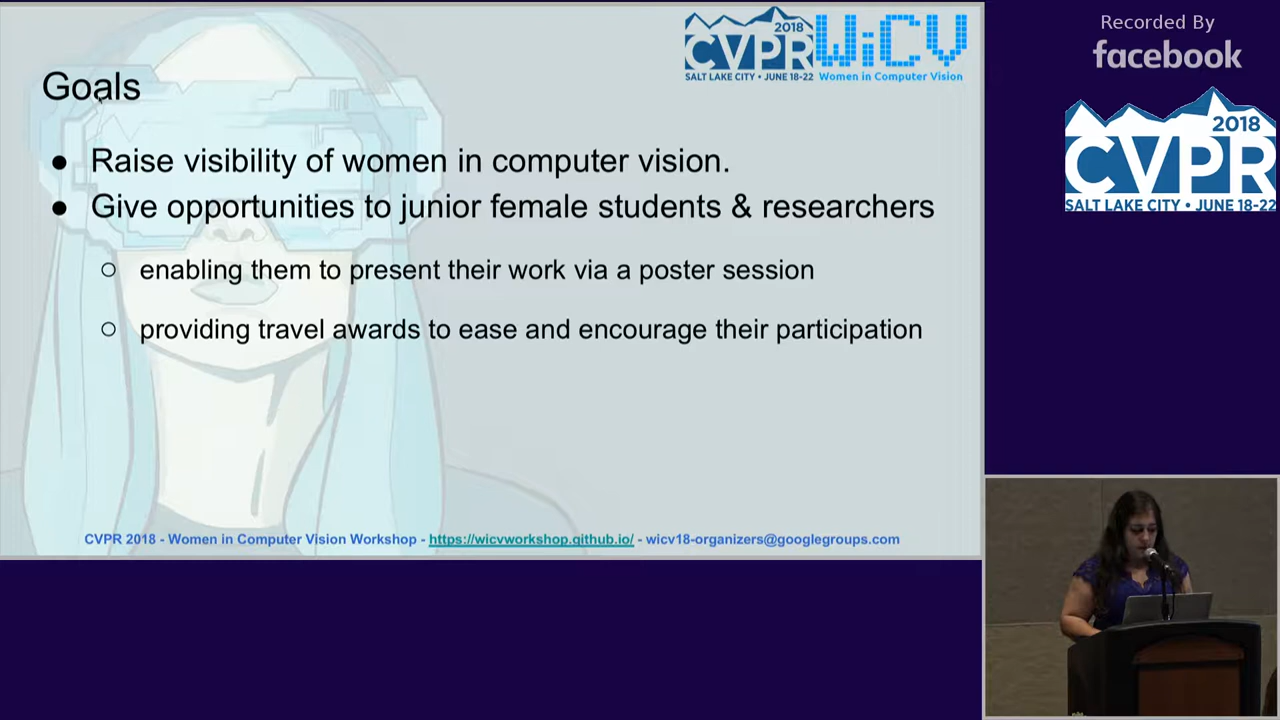 2018
CVPR
SALT LAKE CITY • JUNE 18-22
WiCV
Women in Computer Vision
Goals
● Raise visibility of women in computer vision.
● Give opportunities to junior female students & researchers
○ enabling them to present their work via a poster session
○ providing travel awards to ease and encourage their participation
CVPR 2018 - Women in Computer Vision Workshop - https://wicvworkshop.github.io/ - wicv18-organizers@googlegroups.com
Recorded By
facebook
2018
CVPR
SALT LAKE CITY • JUNE 18-22